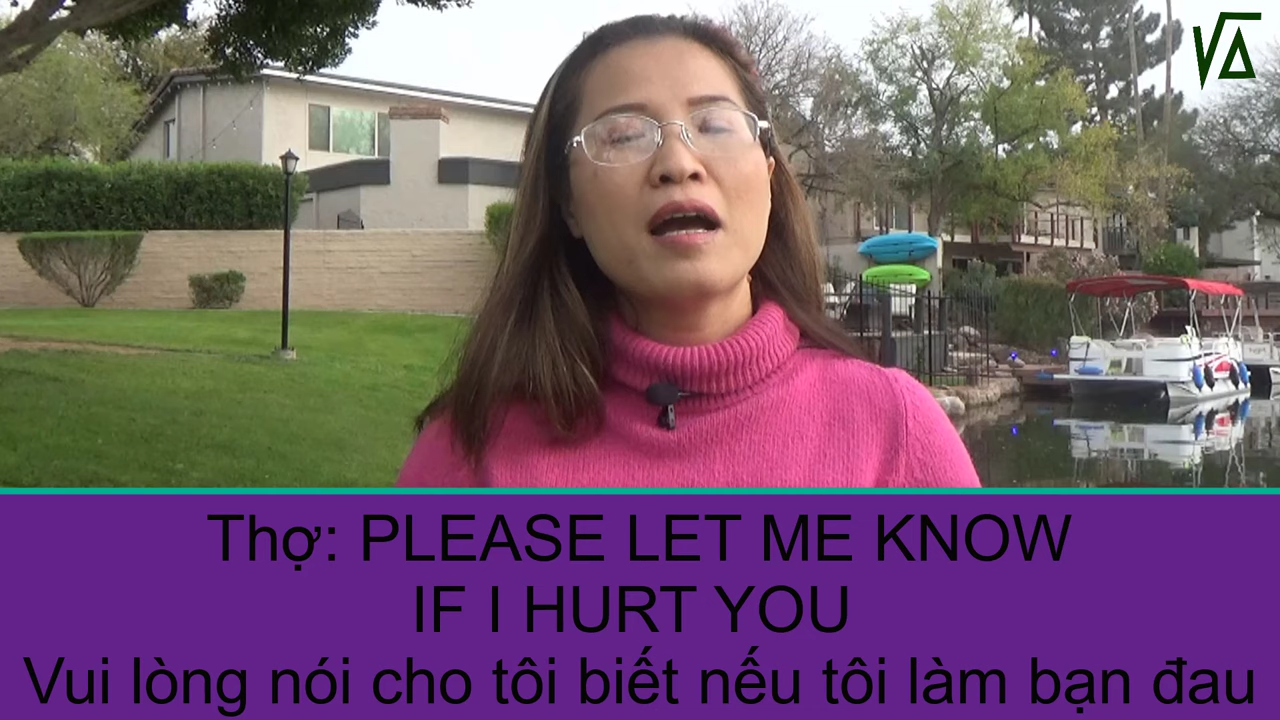 VA
Thợ: PLEASE LET ME KNOW
IF I HURT YOU
Vui lòng nói cho tôi biết nếu tôi làm bạn đau